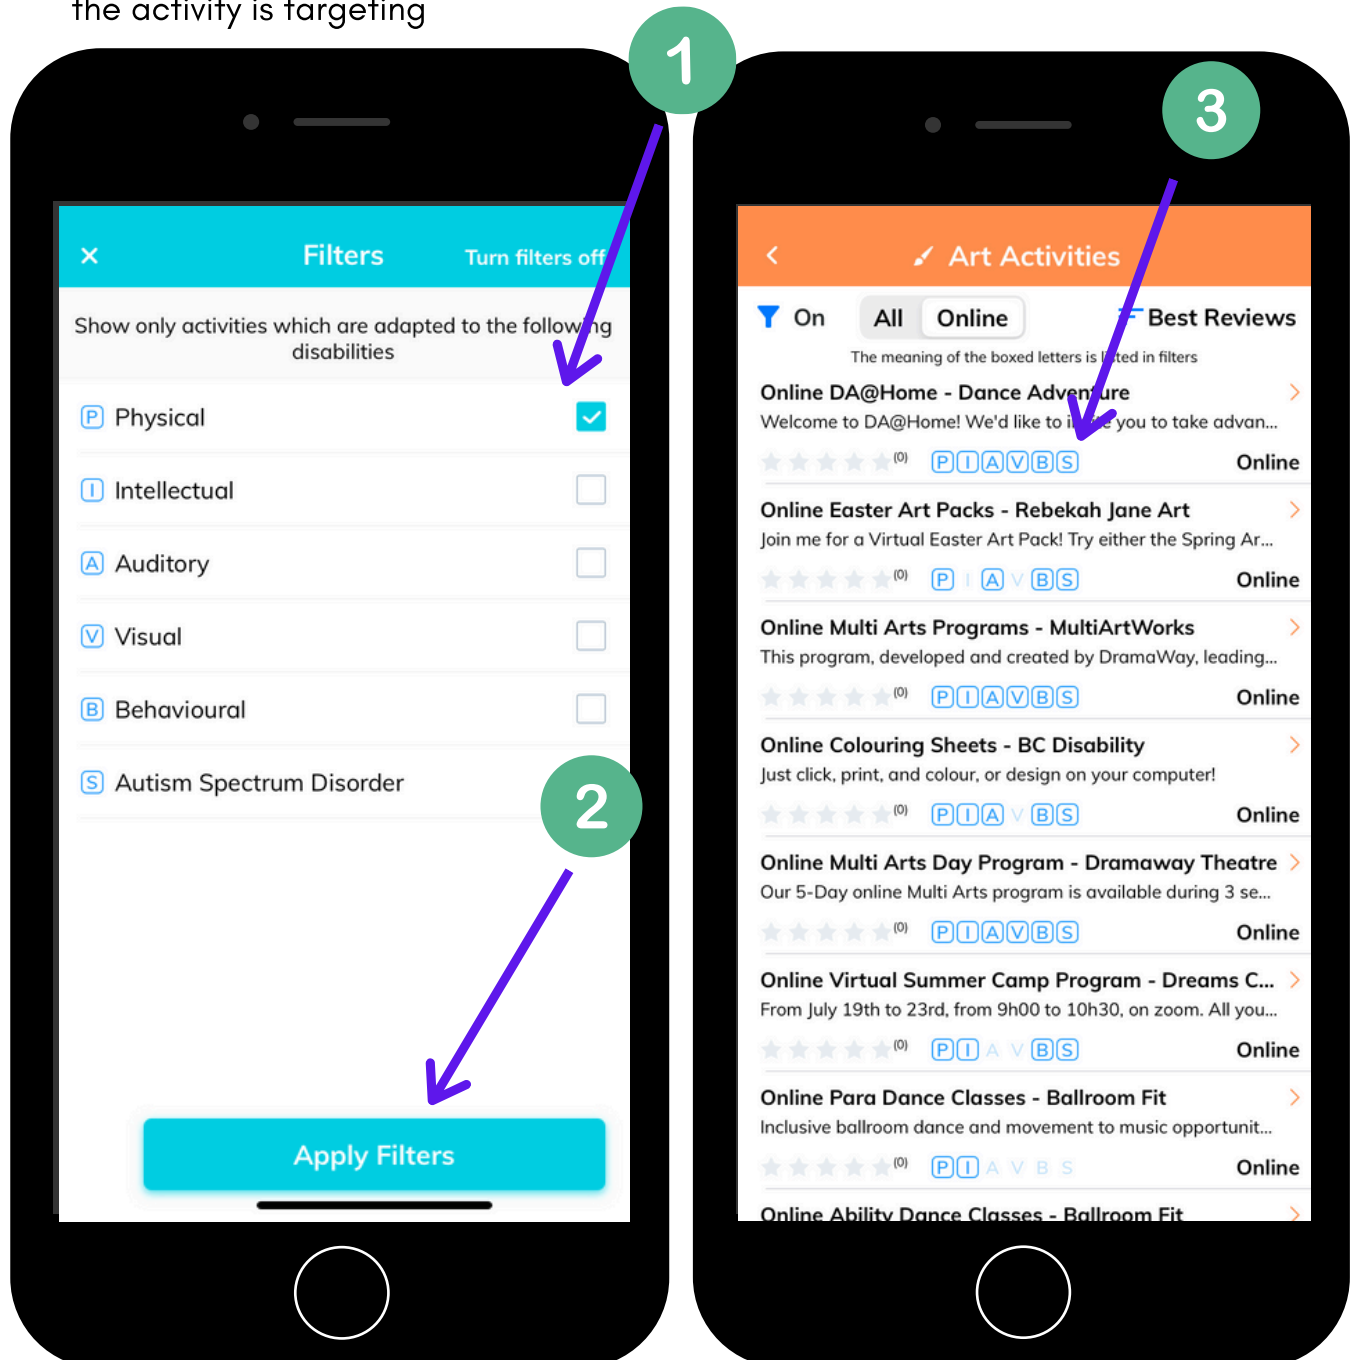 the activity is targeting
1
3
Filters
Turn filters off
Show only activities which are adapted to the following
disabilities
P Physical
I Intellectual
A Auditory
V Visual
B Behavioural
S Autism Spectrum Disorder
2
Apply Filters
Art Activities
On
All
Online
Best Reviews
The meaning of the boxed letters is listed in filters
Online DA@Home - Dance Adventure
Welcome to DA@Home! We'd like to invite you to take advan...
(0) P I A V B S Online
Online Easter Art Packs - Rebekah Jane Art
Join me for a Virtual Easter Art Pack! Try either the Spring Ar...
(0) P I A V B S Online
Online Multi Arts Programs - MultiArtWorks
This program, developed and created by DramaWay, leading...
(0) P I A V B S Online
Online Colouring Sheets - BC Disability
Just click, print, and colour, or design on your computer!
(0) P I A V B S Online
Online Multi Arts Day Program - Dramaway Theatre
Our 5-Day online Multi Arts program is available during 3 se...
(0) P I A V B S Online
Online Virtual Summer Camp Program - Dreams C...
From July 19th to 23rd, from 9h00 to 10h30, on zoom. All you...
(0) P I A V B S Online
Online Para Dance Classes - Ballroom Fit
Inclusive ballroom dance and movement to music opportunit...
(0) P I A V B S Online
Online Ability Dance Classes - Ballroom Fit